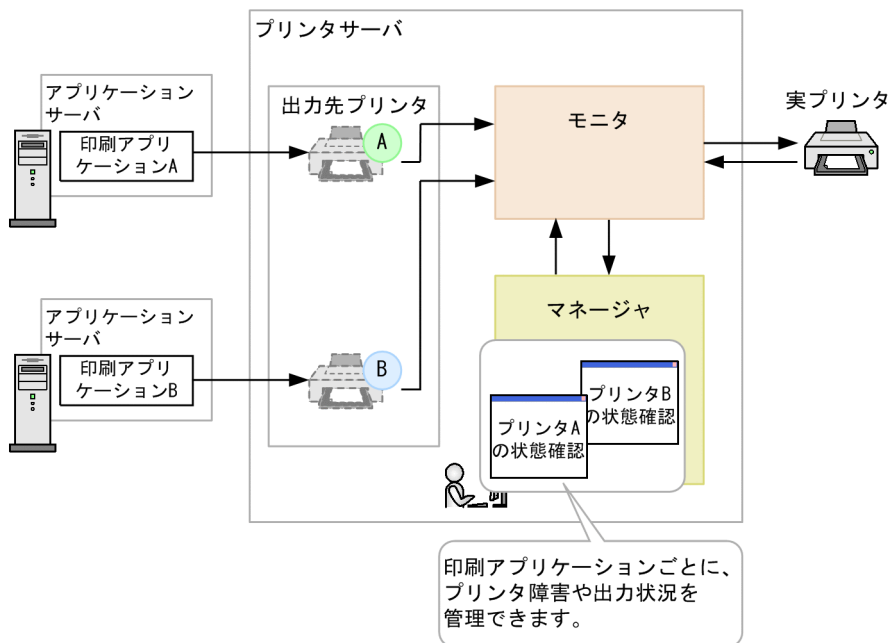 プリンタサーバ
アプリケーション
サーバ
印刷アプリ
ケーションA
出力先プリンタ
A
モニタ
実プリンタ
アプリケーション
サーバ
印刷アプリ
ケーションB
B
マネージャ
プリンタB
の状態確認
プリンタA
の状態確認
印刷アプリケーションごとに、
プリンタ障害や出力状況を
管理できます。